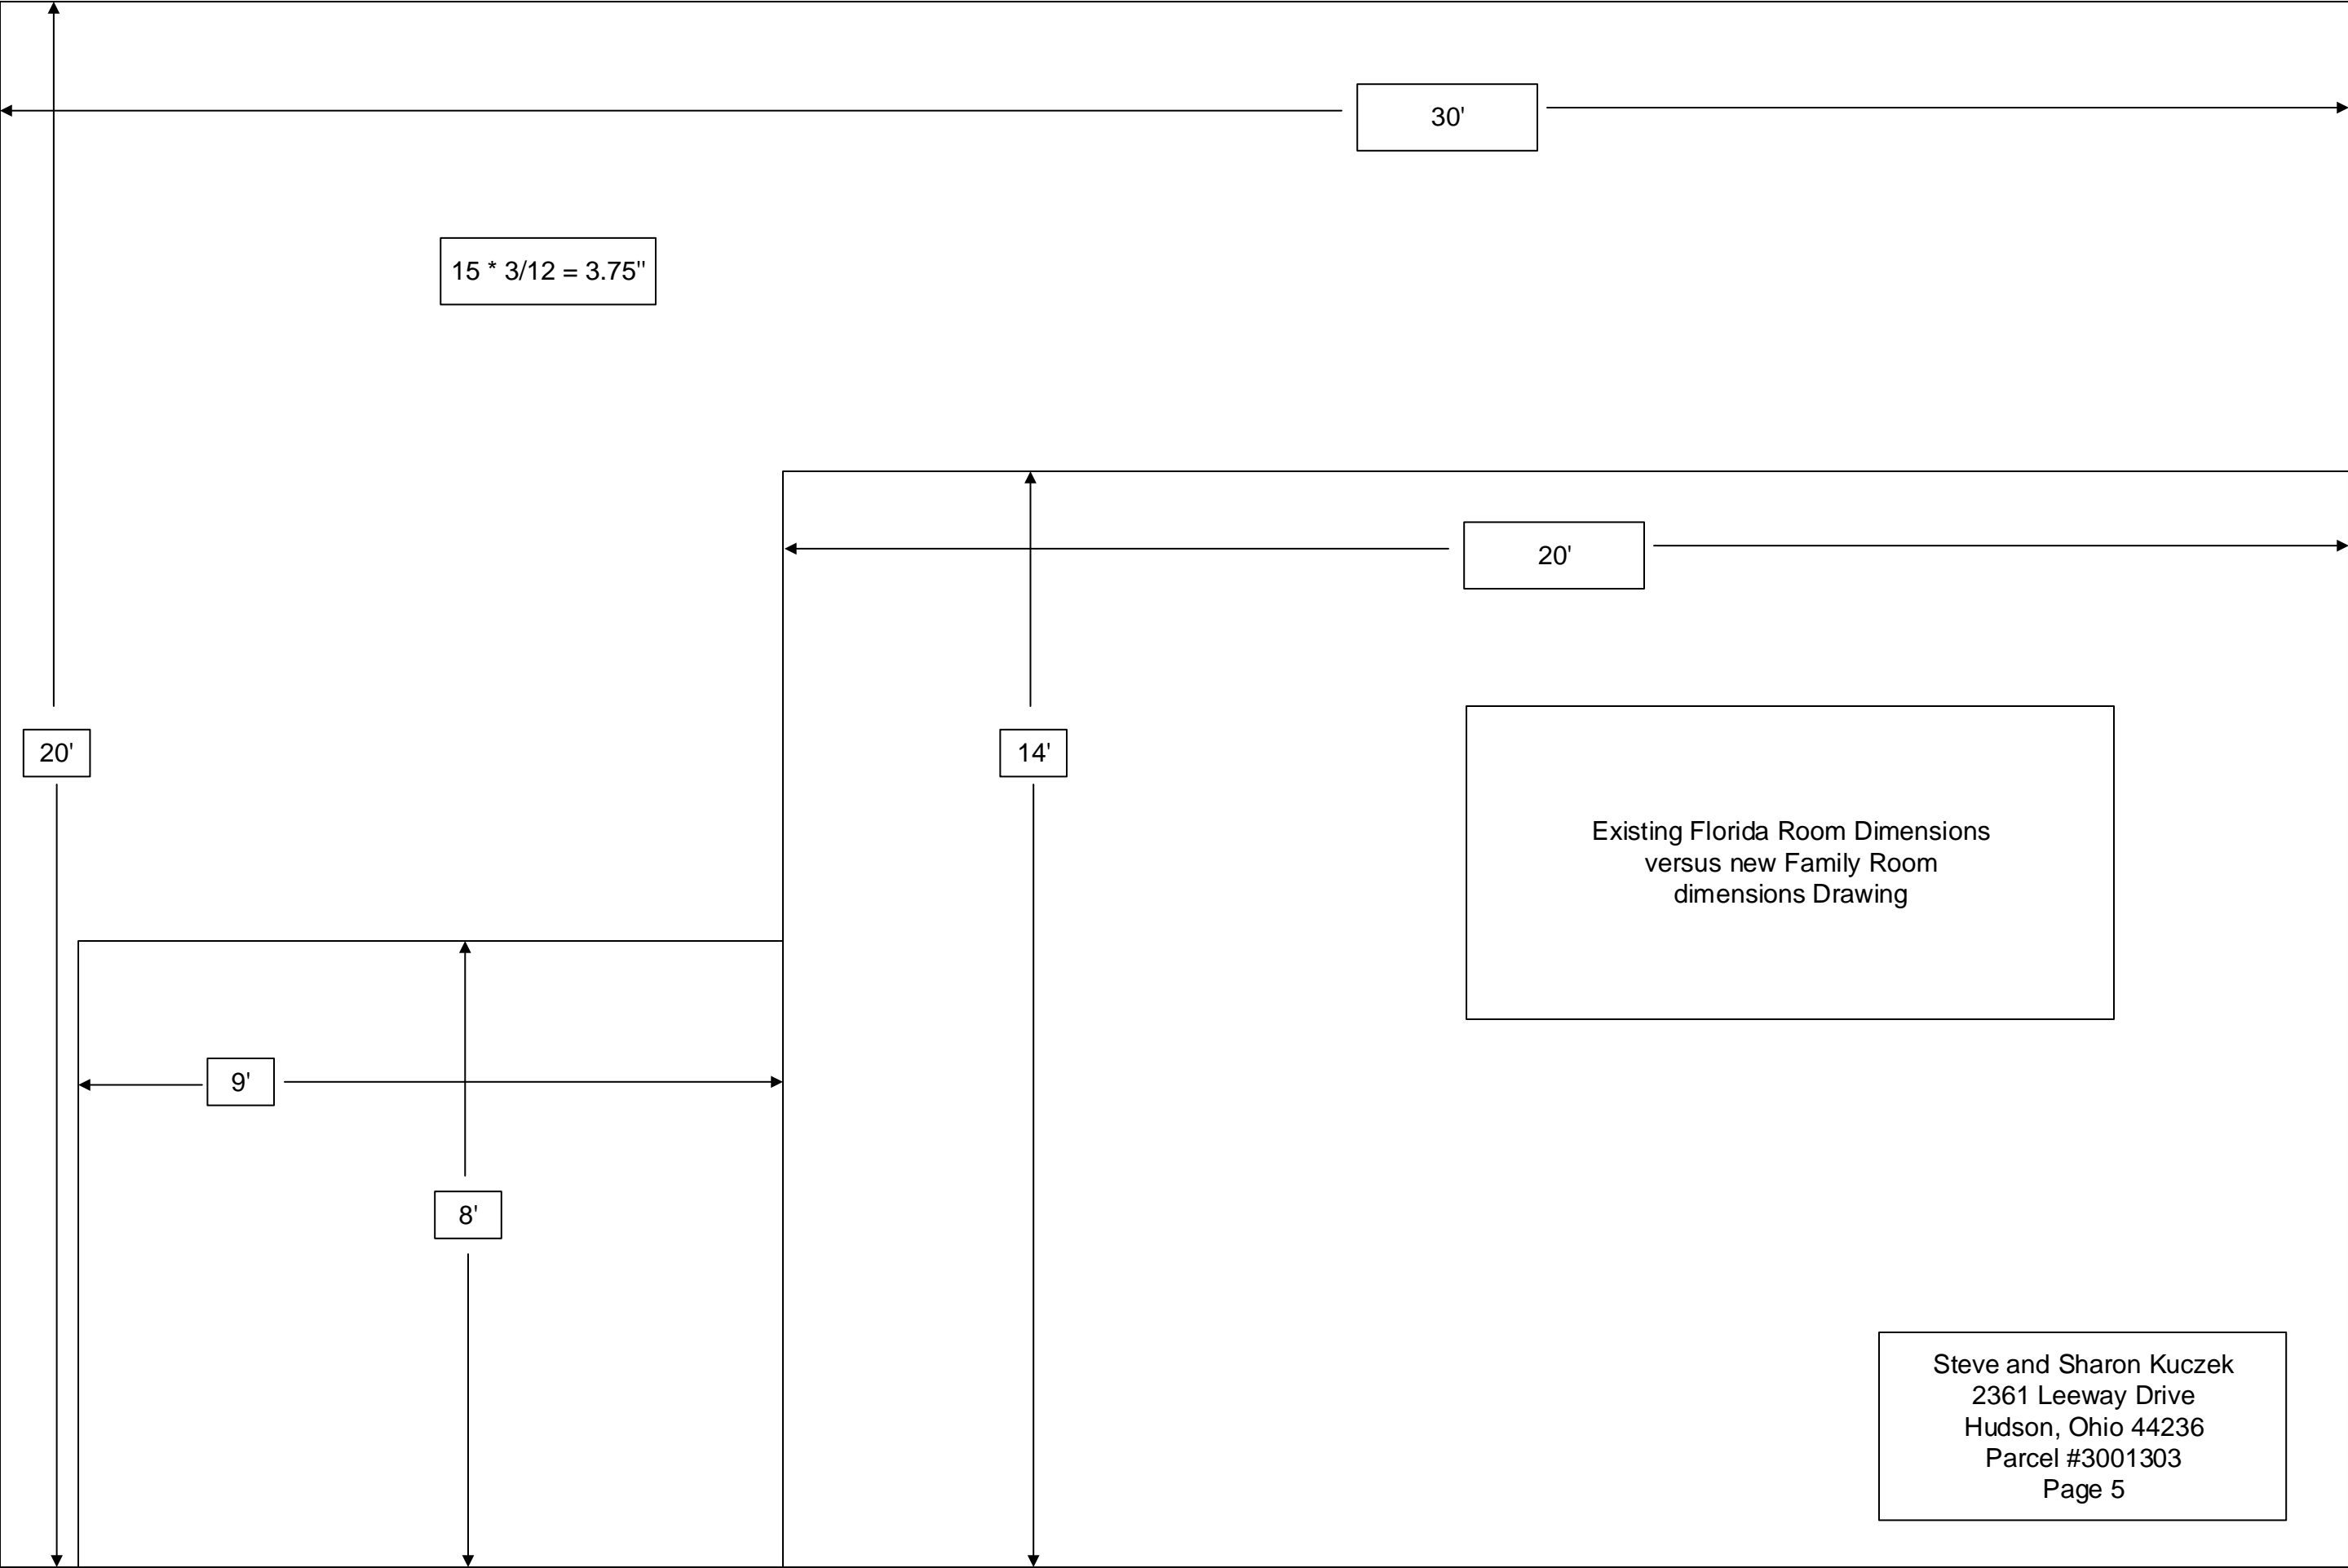 30'
15 * 3/12 = 3.75"
20'
20'
14'
Existing Florida Room Dimensions
versus new Family Room
dimensions Drawing
9'
8'
Steve and Sharon Kuczek
2361 Leeway Drive
Hudson, Ohio 44236
Parcel #3001303
Page 5